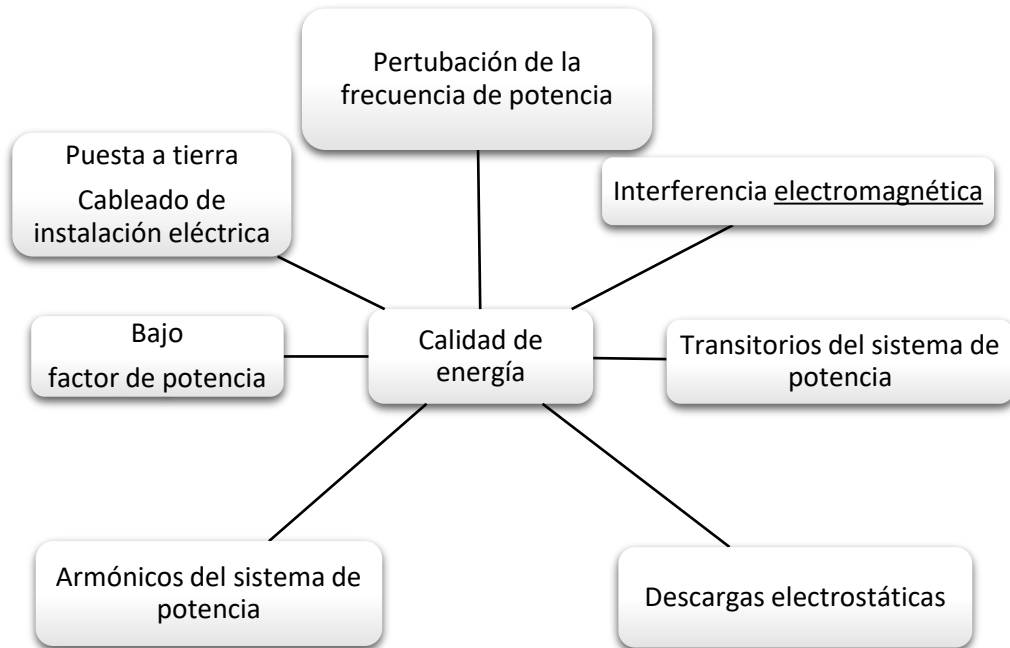 Pertubación de la
frecuencia de potencia
Puesta a tierra
Cableado de
instalación eléctrica
Interferencia electromagnética
Bajo
factor de potencia
Calidad de
energía
Transitorios del sistema de
potencia
Armónicos del sistema de
potencia
Descargas electrostáticas